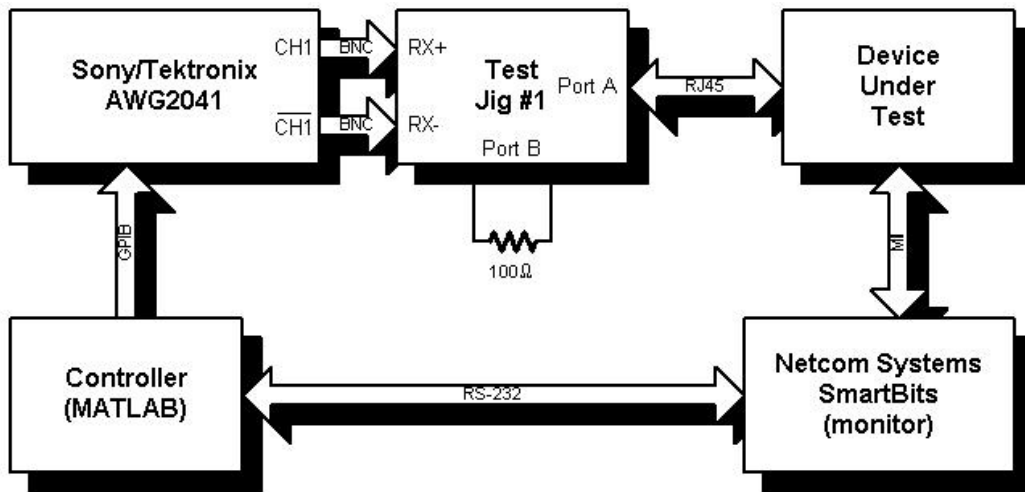 Sony/Tektronix
AWG2041
CH1
CH1
BNC
BNC
RX+
RX-
Test
Jig #1
Port A
Port B
RJ45
Device
Under
Test
100Ω
GPIB
MII
Controller
(MATLAB)
RS-232
Netcom Systems
SmartBits
(monitor)